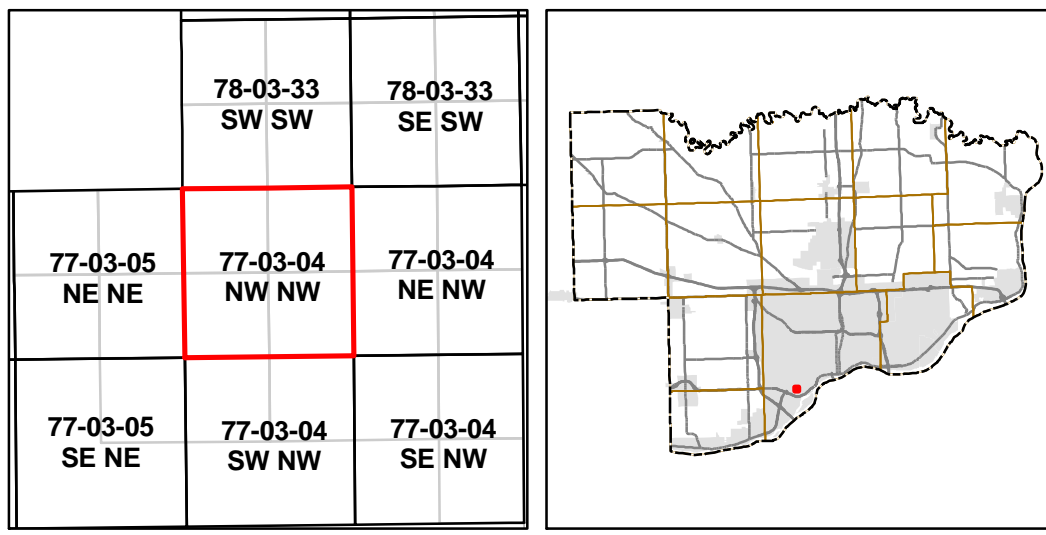 78-03-33
SW SW
78-03-33
SE SW
77-03-05
NE NE
77-03-04
NW NW
77-03-04
NE NW
77-03-05
SE NE
77-03-04
SW NW
77-03-04
SE NW